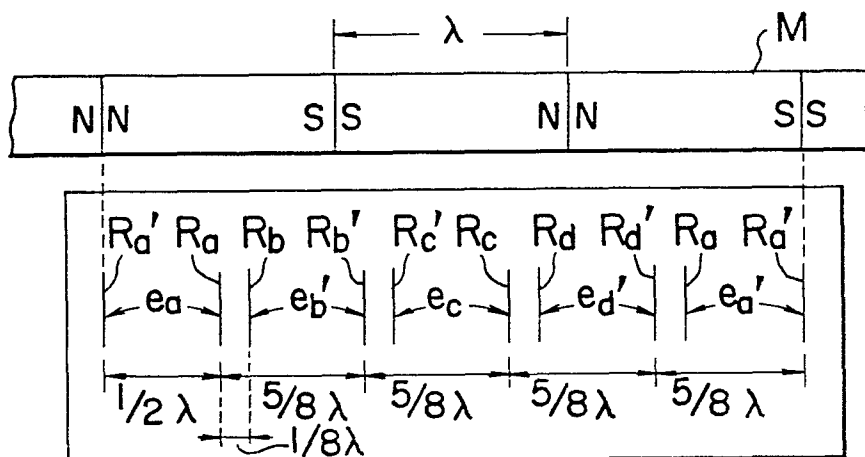 λ M
N N S S N N S S
Ra' Ra Rb Rb' Rc' Rc Rd Rd' Ra Ra'
ea eb' ec ed' ea'
1/2 λ 5/8 λ 5/8 λ 5/8 λ 5/8 λ
1/8 λ